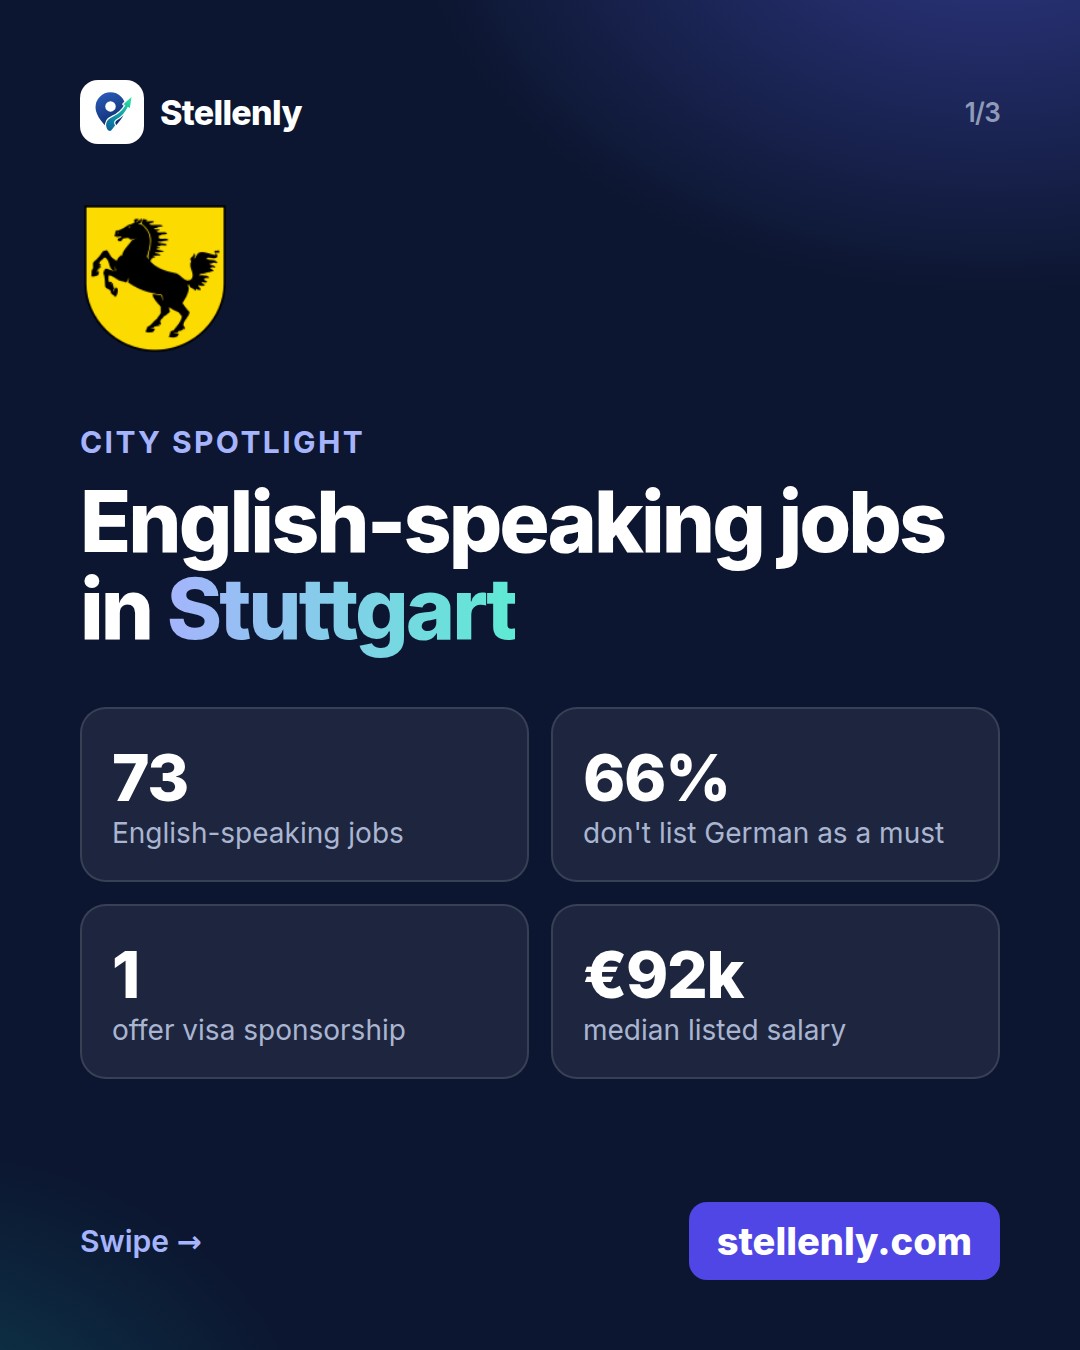 Stellenly
1/3
CITY SPOTLIGHT
English-speaking jobs
in Stuttgart
73
English-speaking jobs
66%
don't list German as a must
1
offer visa sponsorship
€92k
median listed salary
Swipe →
stellenly.com